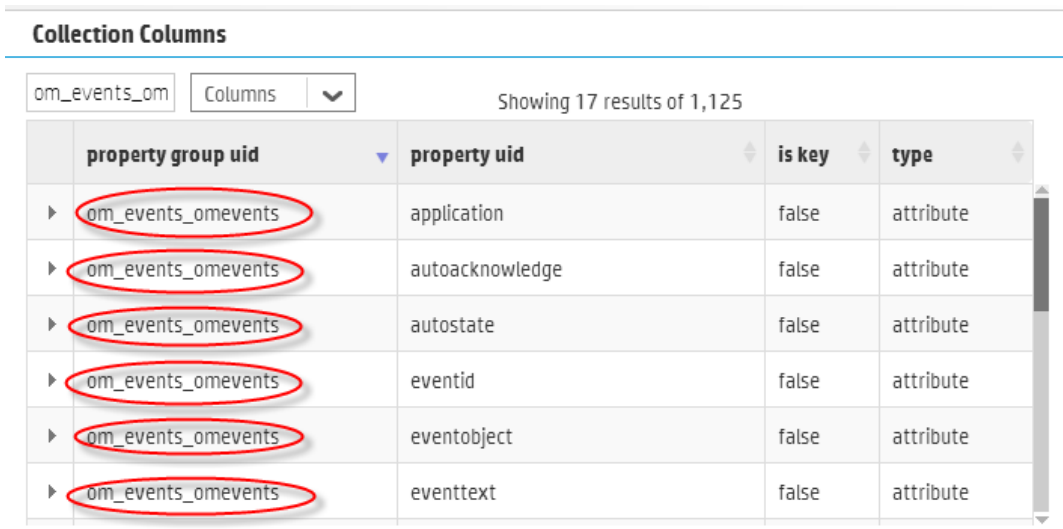 Collection Columns
om_events_om Columns Showing 17 results of 1,125
property group uid property uid is key type
om_events_omevents application false attribute
om_events_omevents autoacknowledge false attribute
om_events_omevents autostate false attribute
om_events_omevents eventid false attribute
om_events_omevents eventobject false attribute
om_events_omevents eventtext false attribute